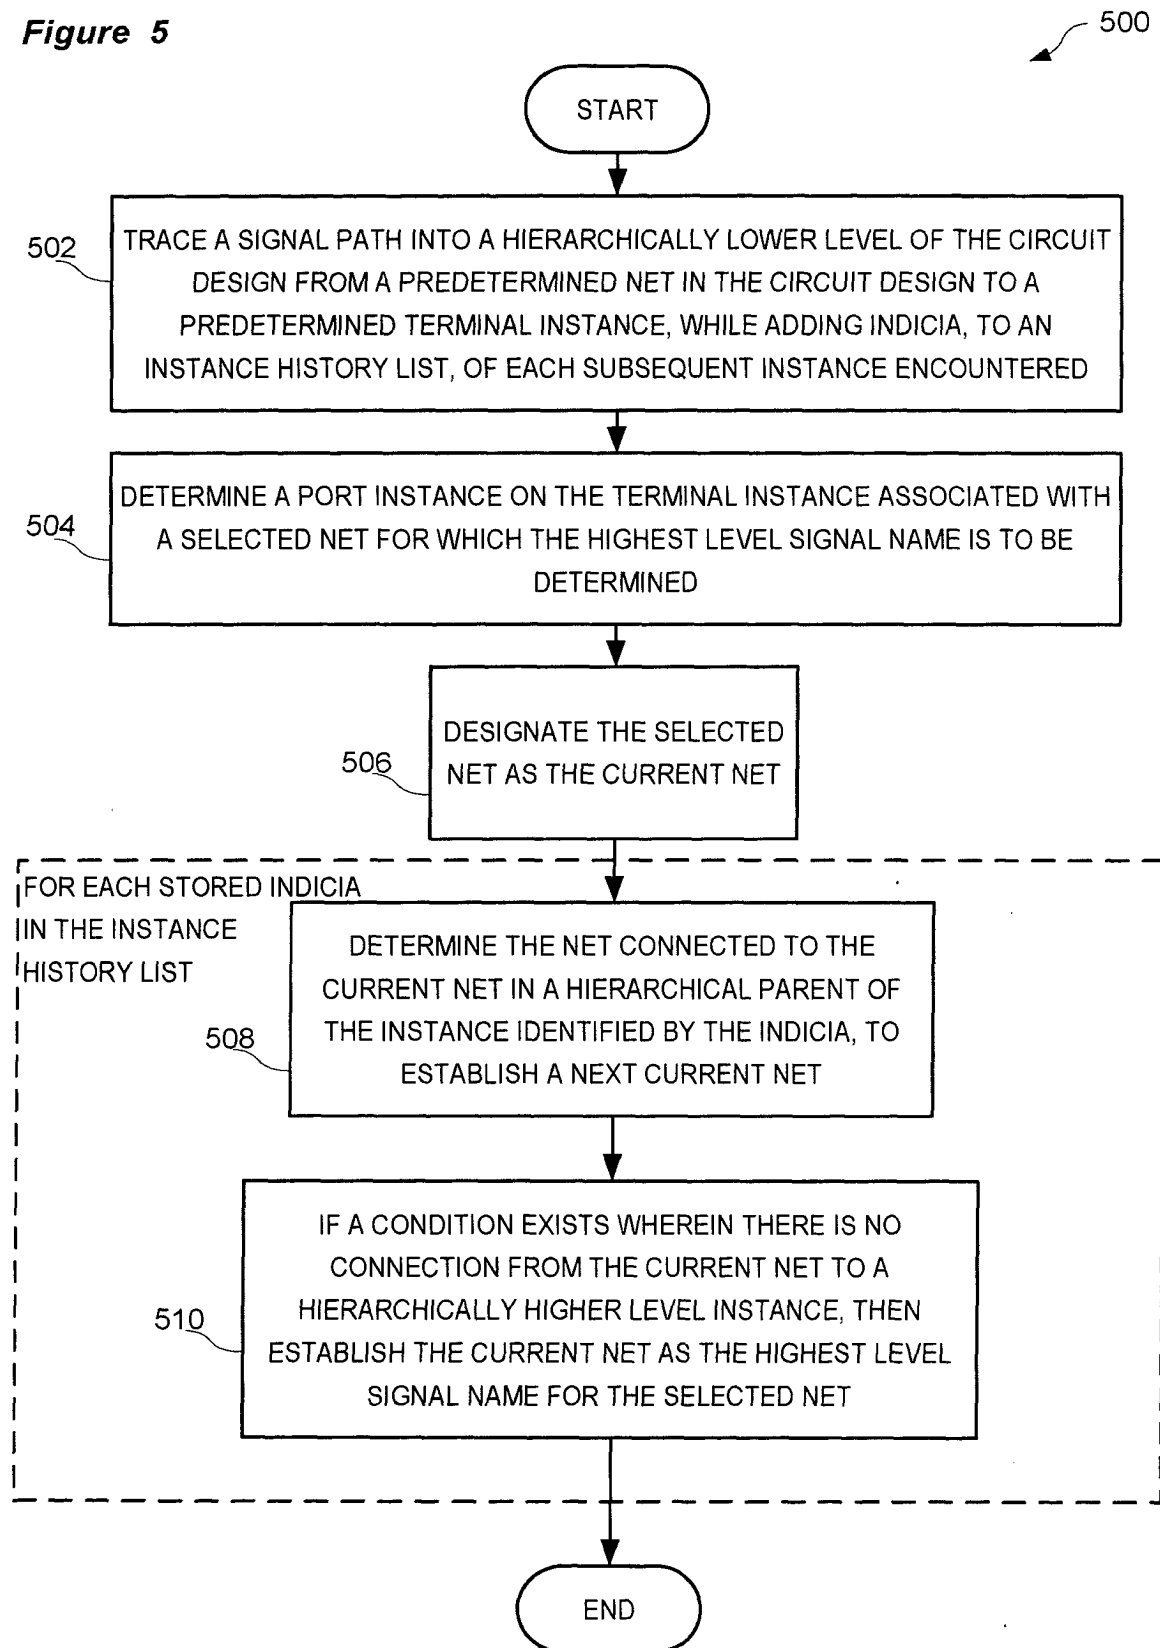 Figure 5
500
START
502
TRACE A SIGNAL PATH INTO A HIERARCHICALLY LOWER LEVEL OF THE CIRCUIT
DESIGN FROM A PREDETERMINED NET IN THE CIRCUIT DESIGN TO A
PREDETERMINED TERMINAL INSTANCE, WHILE ADDING INDICIA, TO AN
INSTANCE HISTORY LIST, OF EACH SUBSEQUENT INSTANCE ENCOUNTERED
504
DETERMINE A PORT INSTANCE ON THE TERMINAL INSTANCE ASSOCIATED WITH
A SELECTED NET FOR WHICH THE HIGHEST LEVEL SIGNAL NAME IS TO BE
DETERMINED
506
DESIGNATE THE SELECTED
NET AS THE CURRENT NET
FOR EACH STORED INDICIA
IN THE INSTANCE
HISTORY LIST
508
DETERMINE THE NET CONNECTED TO THE
CURRENT NET IN A HIERARCHICAL PARENT OF
THE INSTANCE IDENTIFIED BY THE INDICIA, TO
ESTABLISH A NEXT CURRENT NET
510
IF A CONDITION EXISTS WHEREIN THERE IS NO
CONNECTION FROM THE CURRENT NET TO A
HIERARCHICALLY HIGHER LEVEL INSTANCE, THEN
ESTABLISH THE CURRENT NET AS THE HIGHEST LEVEL
SIGNAL NAME FOR THE SELECTED NET
END